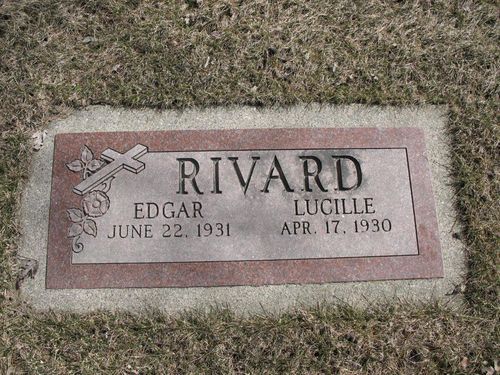 RIVARD
EDGAR LUCILLE
JUNE 22, 1931 APR. 17, 1930